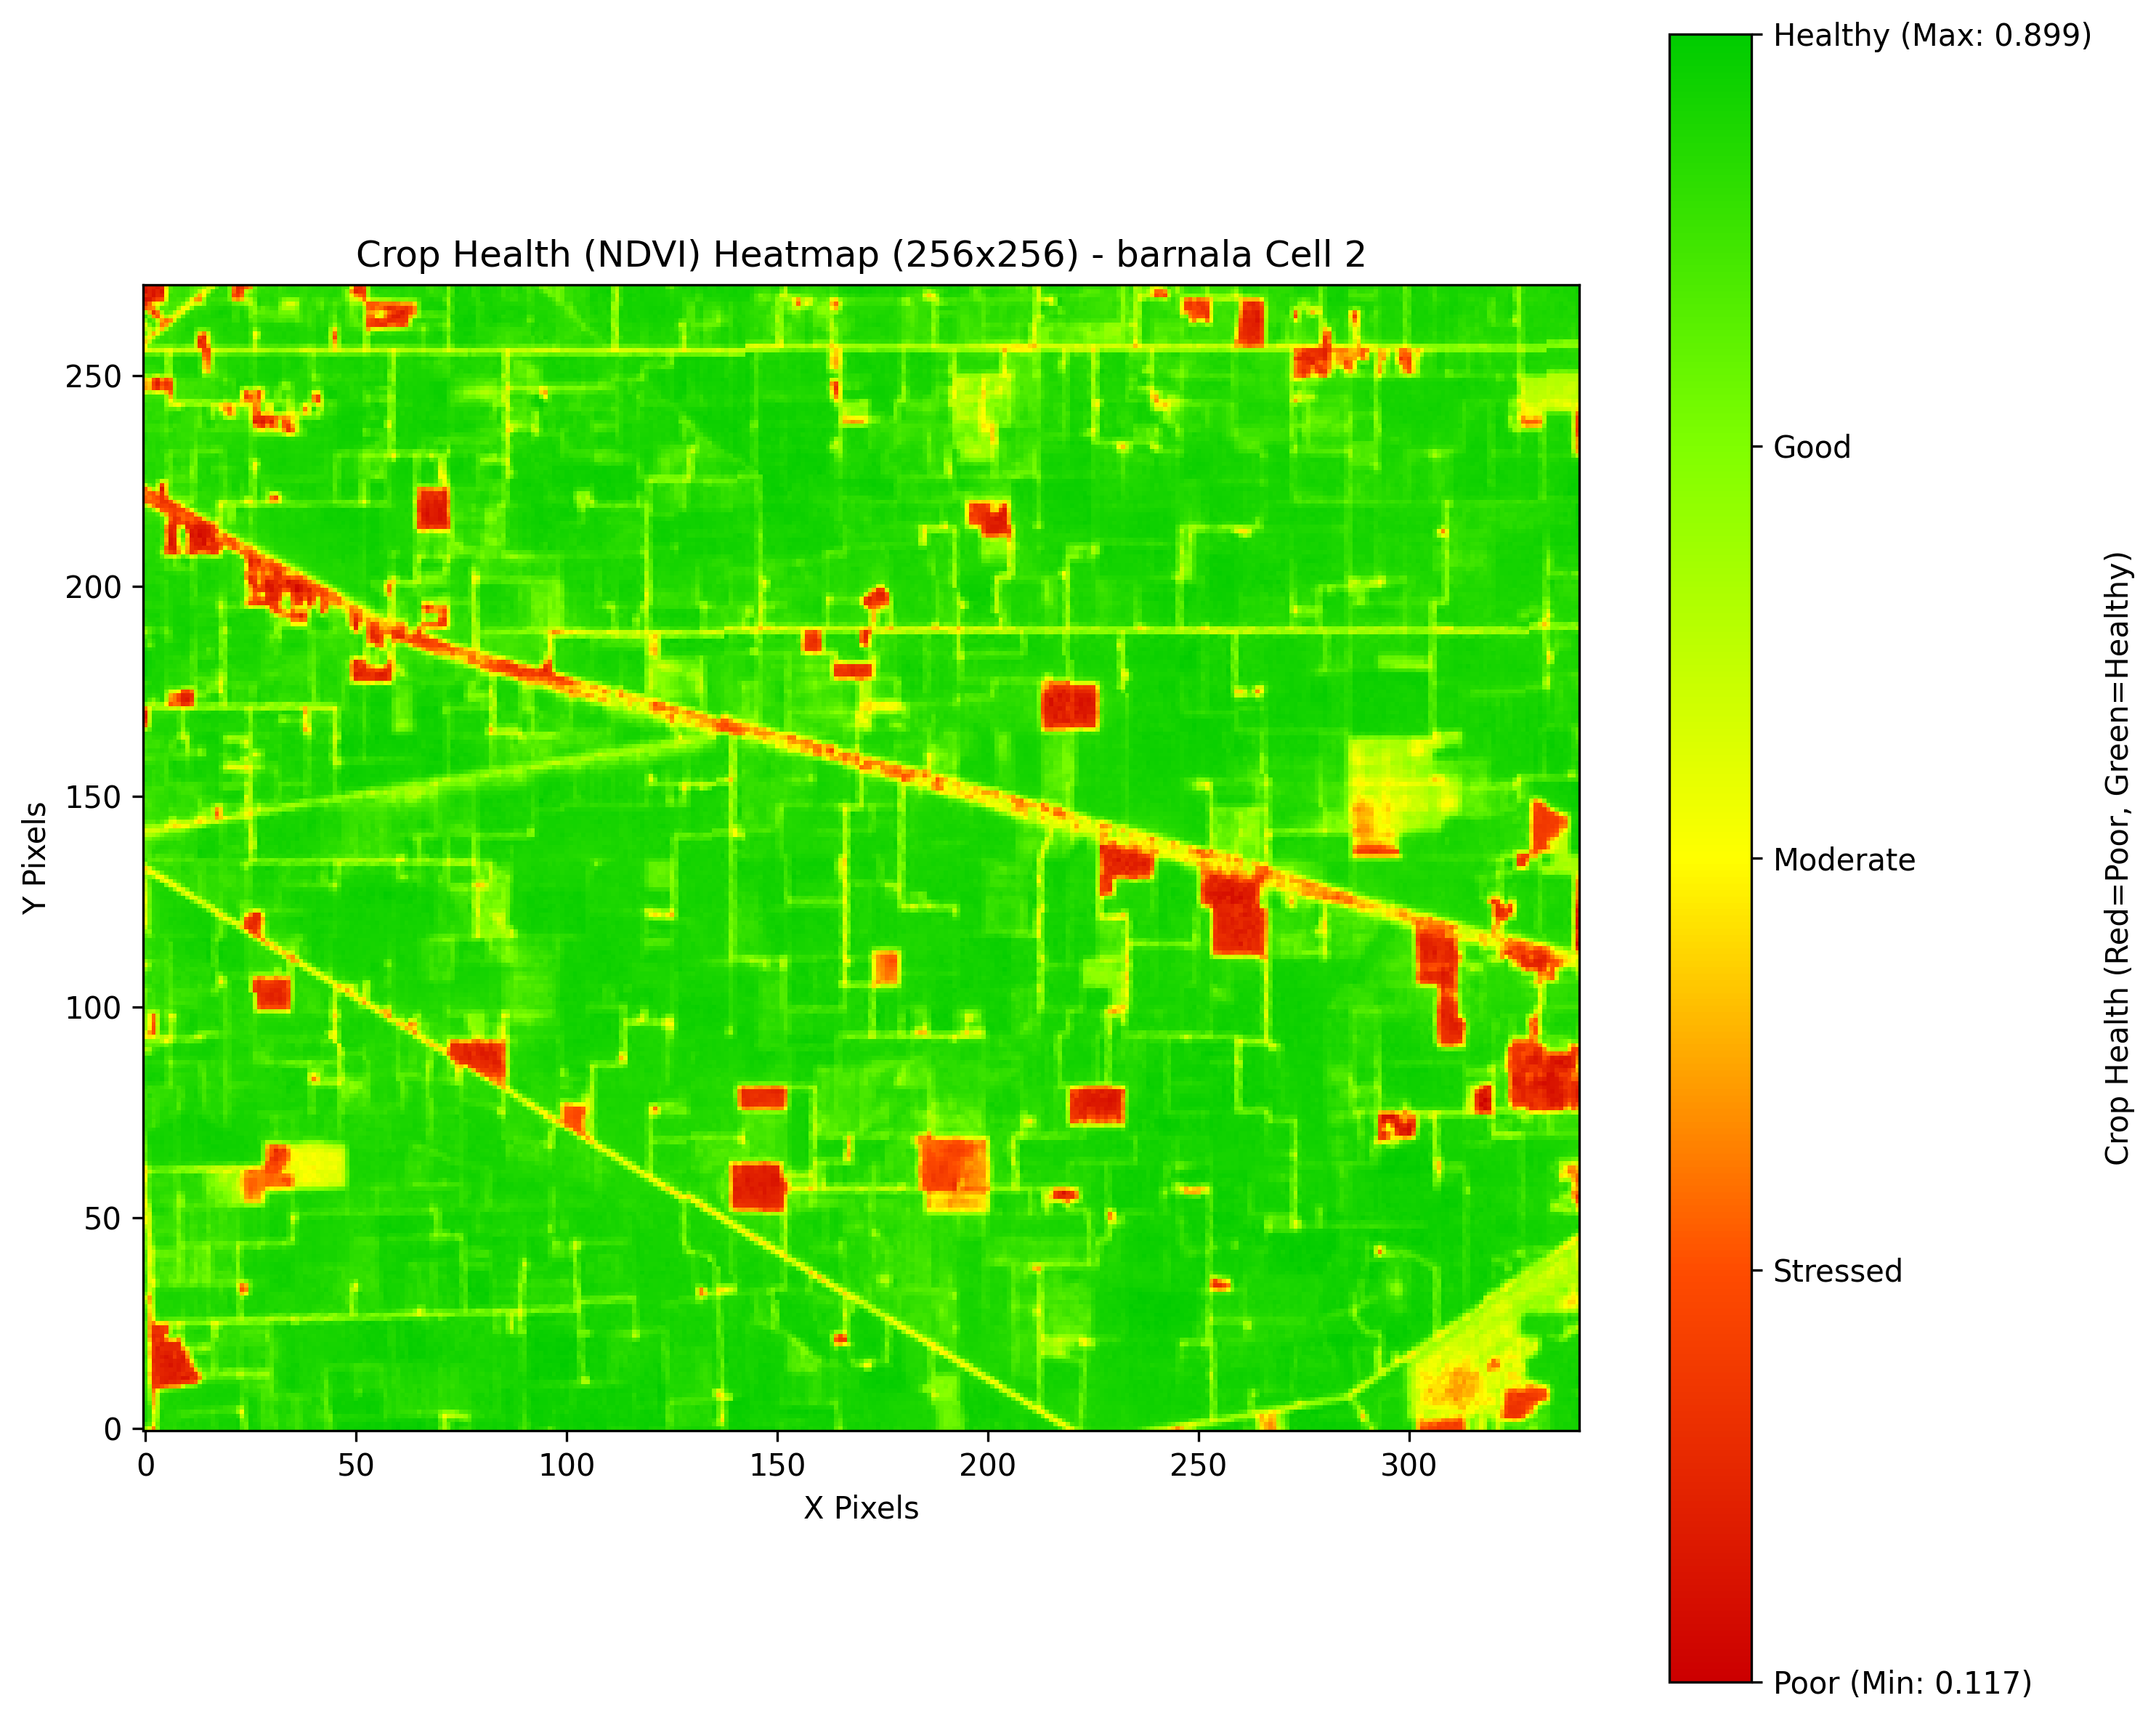 Crop Health (NDVI) Heatmap (256x256) - barnala Cell 2
Y Pixels
250
200
150
100
50
0
0 50 100 150 200 250 300
X Pixels
Healthy (Max: 0.899)
Good
Moderate
Stressed
Poor (Min: 0.117)
Crop Health (Red=Poor, Green=Healthy)